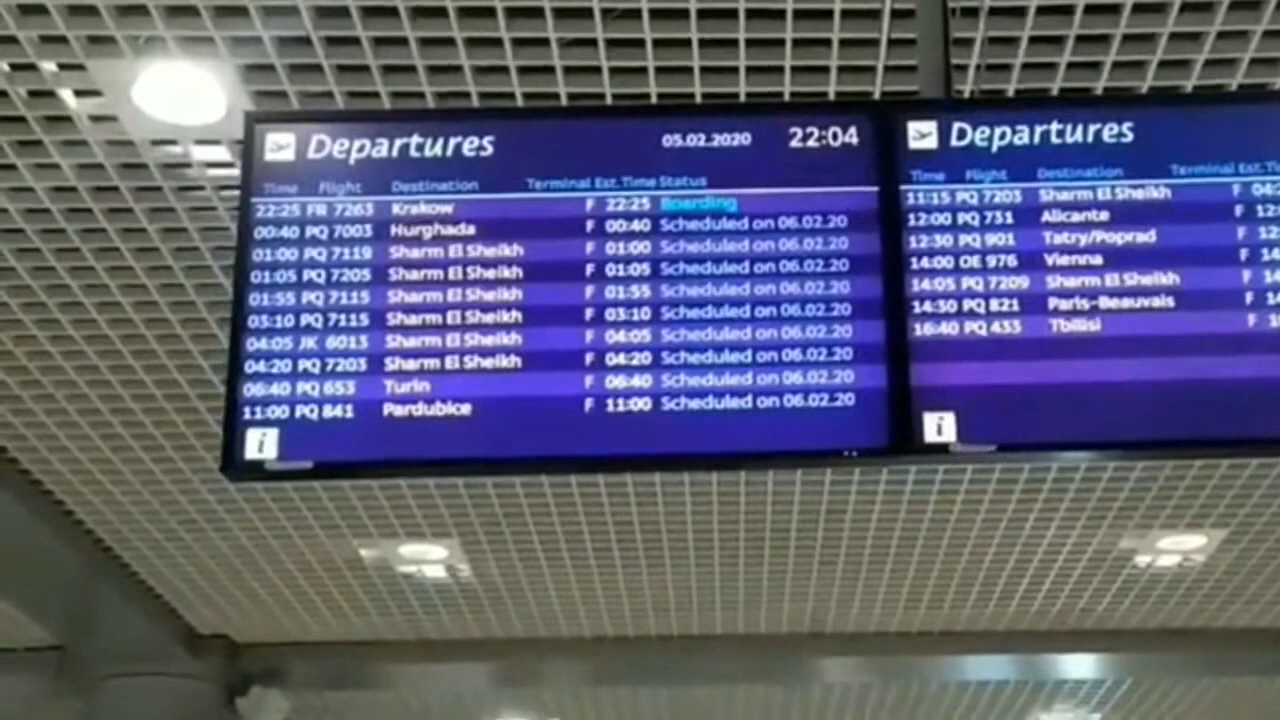 Departures 05.02.2020 22:04
Time Flight Destination Terminal Est.Time Status
22:25 FR 7263 Krakow F 22:25 Boarding
00:40 PQ 7003 Hurghada F 00:40 Scheduled on 06.02.20
01:00 PQ 7119 Sharm El Sheikh F 01:00 Scheduled on 06.02.20
01:05 PQ 7205 Sharm El Sheikh F 01:05 Scheduled on 06.02.20
01:55 PQ 7115 Sharm El Sheikh F 01:55 Scheduled on 06.02.20
03:10 PQ 7115 Sharm El Sheikh F 03:10 Scheduled on 06.02.20
04:05 JK 6013 Sharm El Sheikh F 04:05 Scheduled on 06.02.20
04:20 PQ 7203 Sharm El Sheikh F 04:20 Scheduled on 06.02.20
06:40 PQ 653 Turin F 06:40 Scheduled on 06.02.20
11:00 PQ 841 Pardubice F 11:00 Scheduled on 06.02.20
i
Departures
Time Flight Destination Terminal Est.T
11:15 PQ 7203 Sharm El Sheikh F 04:
12:00 PQ 731 Alicante F 12:
12:30 PQ 901 Tatry/Poprad F 12:
14:00 OE 976 Vienna F 14
14:05 PQ 7209 Sharm El Sheikh F 14
14:30 PQ 821 Paris-Beauvais F 14
16:40 PQ 433 Tbilisi F
i